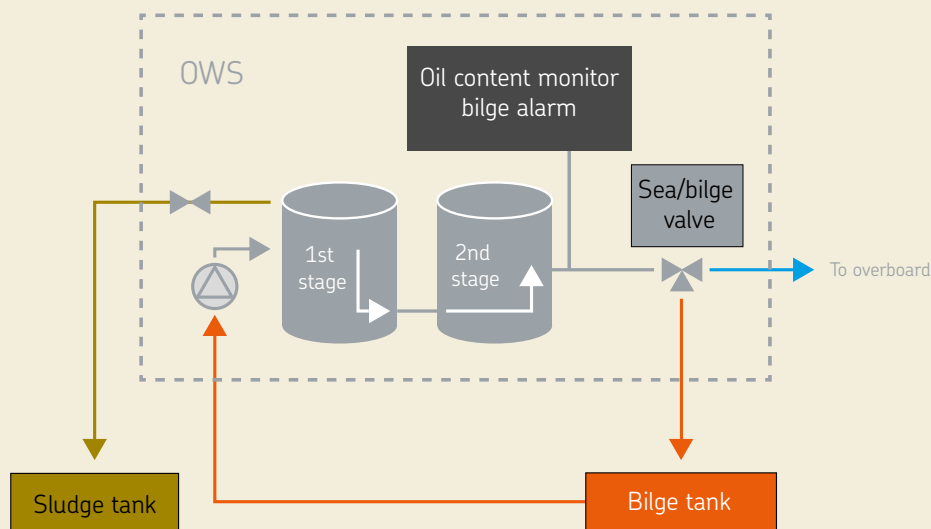 OWS
Oil content monitor
bilge alarm
Sea/bilge
valve
1st
stage
2nd
stage
To overboard
Sludge tank
Bilge tank